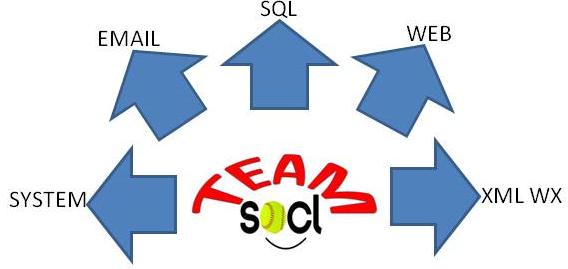 SQL
EMAIL
WEB
SYSTEM
TEAM
socl
XML WX